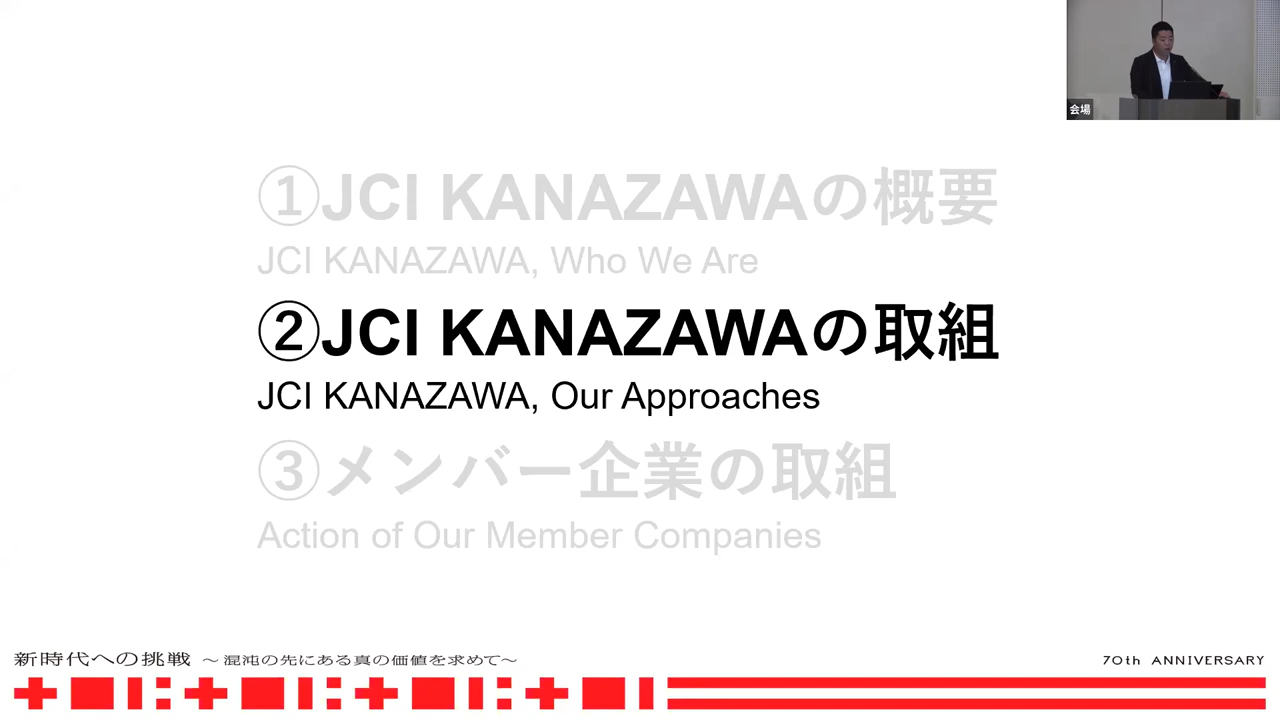 会場
①JCI KANAZAWAの概要
JCI KANAZAWA, Who We Are
②JCI KANAZAWAの取組
JCI KANAZAWA, Our Approaches
③メンバー企業の取組
Action of Our Member Companies
新時代への挑戦 ～混沌の先にある真の価値を求めて～
70th ANNIVERSARY